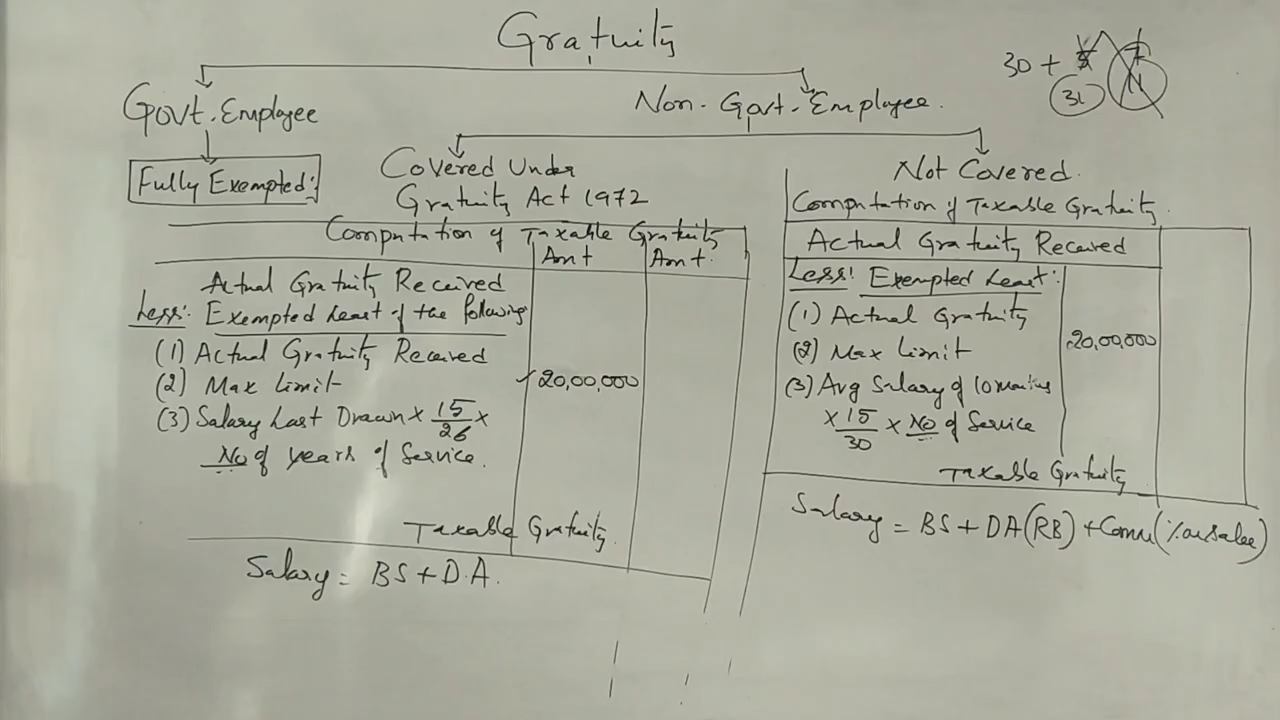 Gratuity
30 +
31
Govt. Employee
Non-Govt. Employee.
Fully Exempted:
Covered Under
Gratuity Act 1972
Computation of Taxable Gratuity
Amt Amt.
Actual Gratuity Received
Less: Exempted Least of the following
(1) Actual Gratuity Received
(2) Max Limit 20,00,000
(3) Salary Last Drawn × 15/26 ×
No of years of Service.
Taxable Gratuity.
Salary = BS + D.A.
Not Covered.
Computation of Taxable Gratuity.
Actual Gratuity Received
Less: Exempted Least:
(1) Actual Gratuity
(2) Max Limit 20,00,000
(3) Avg Salary of 10 Months
× 15/30 × No of Service
Taxable Gratuity
Salary = BS + DA (RB) + Comm (% on sales)